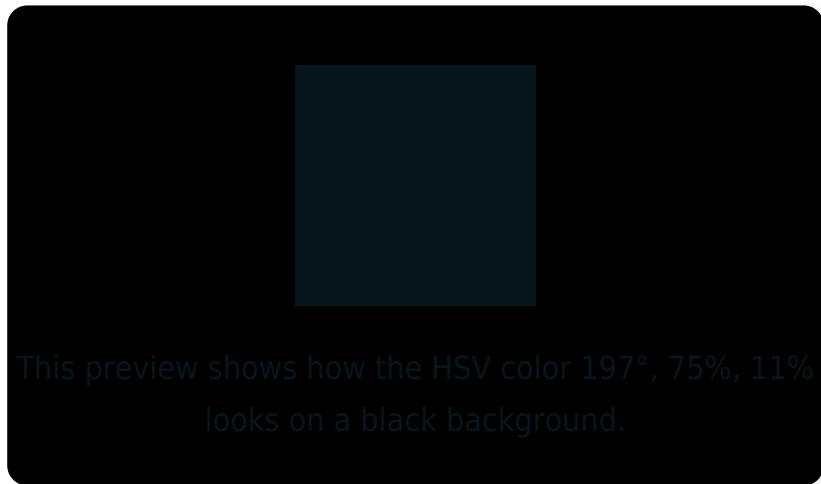 This preview shows how the HSV color 197°, 75%, 11%
looks on a black background.